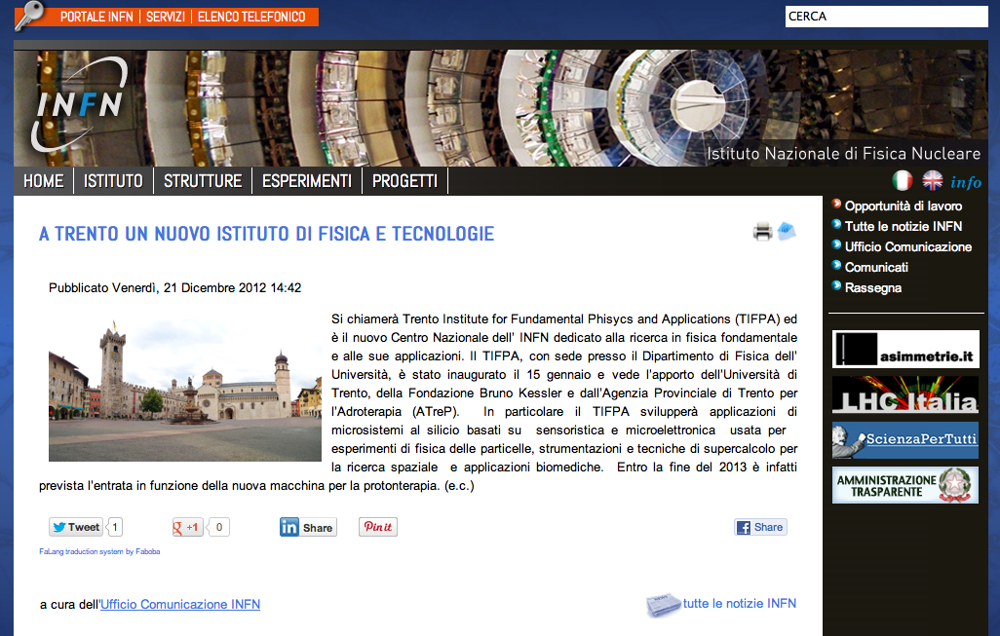 PORTALE INFN | SERVIZI | ELENCO TELEFONICO
CERCA
INFN
Istituto Nazionale di Fisica Nucleare
HOME
ISTITUTO
STRUTTURE
ESPERIMENTI
PROGETTI
info
Opportunità di lavoro
Tutte le notizie INFN
Ufficio Comunicazione
Comunicati
Rassegna
asimmetrie.it
LHC Italia
ScienzaPerTutti
AMMINISTRAZIONE
TRASPARENTE
A TRENTO UN NUOVO ISTITUTO DI FISICA E TECNOLOGIE
Pubblicato Venerdì, 21 Dicembre 2012 14:42
Si chiamerà Trento Institute for Fundamental Phisycs and Applications (TIFPA) ed
è il nuovo Centro Nazionale dell' INFN dedicato alla ricerca in fisica fondamentale
e alle sue applicazioni. Il TIFPA, con sede presso il Dipartimento di Fisica dell'
Università, è stato inaugurato il 15 gennaio e vede l'apporto dell'Università di
Trento, della Fondazione Bruno Kessler e dall'Agenzia Provinciale di Trento per
l'Adroterapia (ATreP). In particolare il TIFPA svilupperà applicazioni di
microsistemi al silicio basati su sensoristica e microelettronica usata per
esperimenti di fisica delle particelle, strumentazioni e tecniche di supercalcolo per
la ricerca spaziale e applicazioni biomediche. Entro la fine del 2013 è infatti
prevista l'entrata in funzione della nuova macchina per la protonterapia. (e.c.)
Tweet 1
g +1 0
in Share
Pin it
f Share
FaLang traduction system by Faboba
a cura dell'Ufficio Comunicazione INFN
tutte le notizie INFN